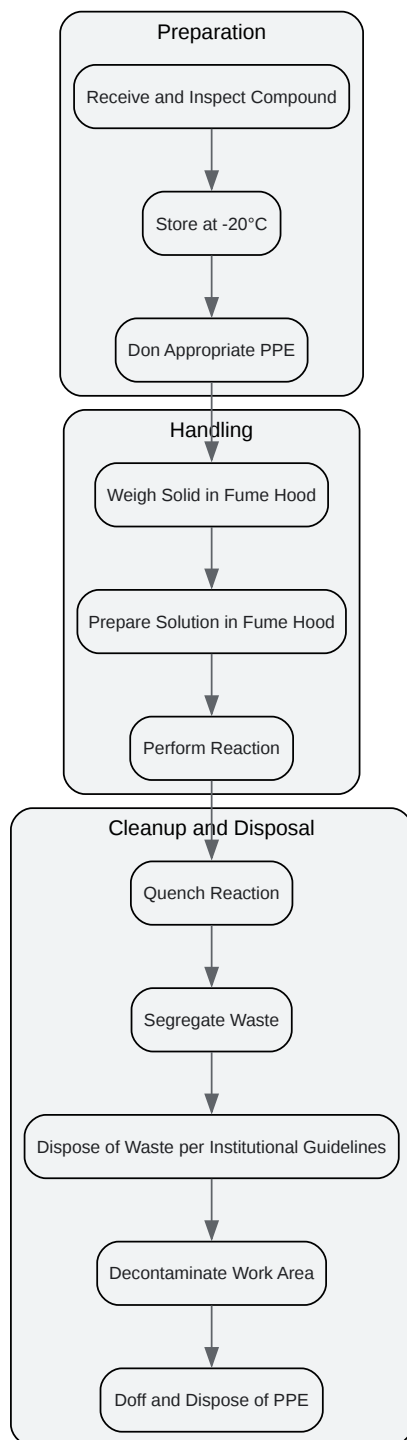 Preparation
Receive and Inspect Compound
Store at -20°C
Don Appropriate PPE
Handling
Weigh Solid in Fume Hood
Prepare Solution in Fume Hood
Perform Reaction
Cleanup and Disposal
Quench Reaction
Segregate Waste
Dispose of Waste per Institutional Guidelines
Decontaminate Work Area
Doff and Dispose of PPE